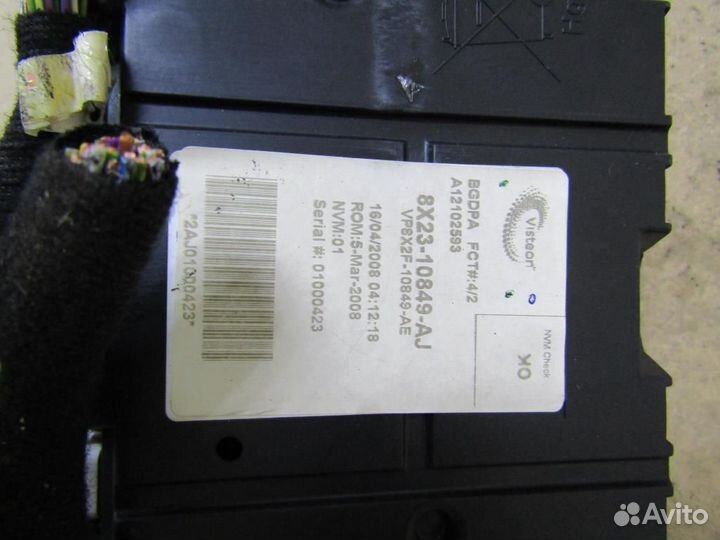 Visteon
BGDPA FCT#:4/2
A12102593
8X23-10849-AJ
VP8X2F-10849-AE
16/04/2008 04:12:18
ROM:5-Mar-2008
NVM:01
Serial #: 01000423
*2AJ01000423*
NVM Check
OK
Avito